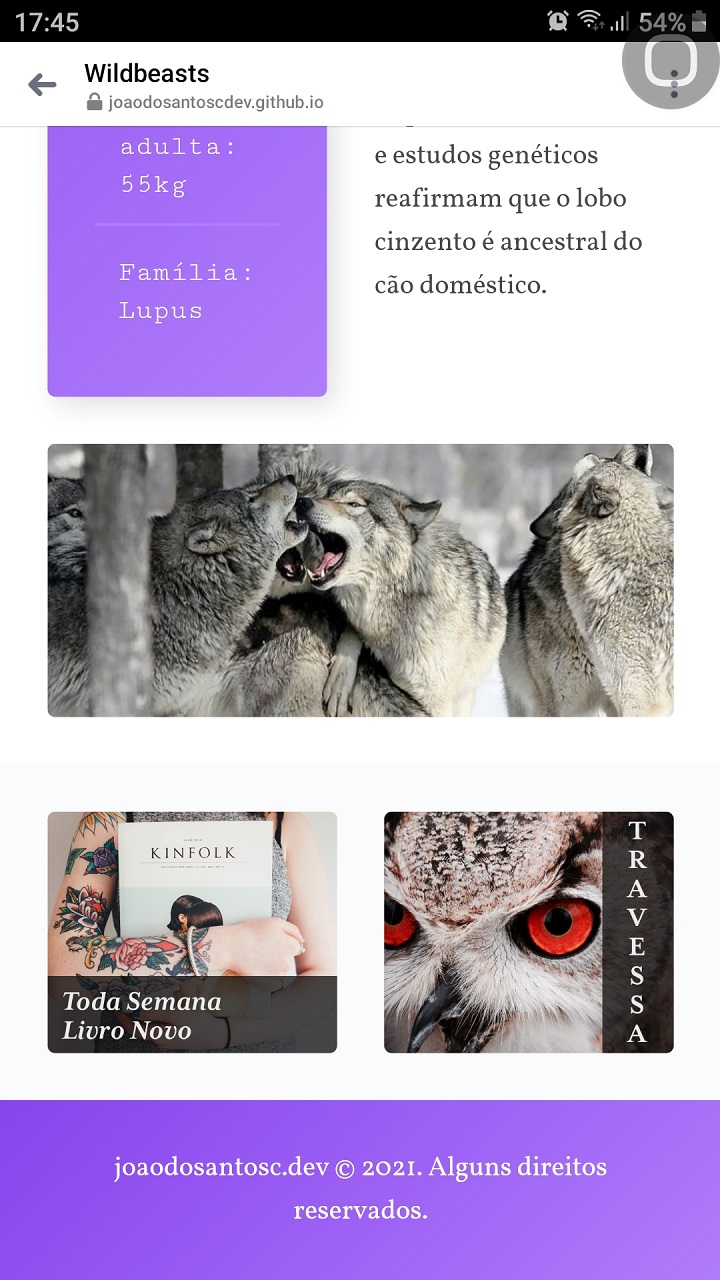 17:45
54%
Wildbeasts
joaodosantoscdev.github.io
adulta:
55kg
Família:
Lupus
e estudos genéticos
reafirmam que o lobo
cinzento é ancestral do
cão doméstico.
KINFOLK
Toda Semana
Livro Novo
TRAVESSA
joaodosantosc.dev © 2021. Alguns direitos
reservados.